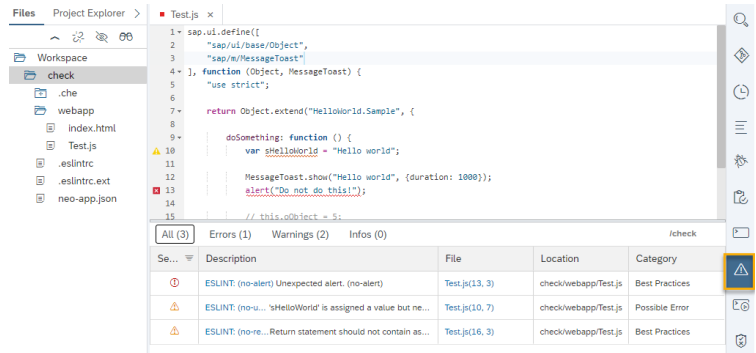 Files Project Explorer
Test.js ×
Workspace
check
.che
webapp
index.html
Test.js
.eslintrc
.eslintrc.ext
neo-app.json
1 sap.ui.define([
2 "sap/ui/base/Object",
3 "sap/m/MessageToast"
4 ], function (Object, MessageToast) {
5 "use strict";
6
7 return Object.extend("HelloWorld.Sample", {
8
9 doSomething: function () {
10 var sHelloWorld = "Hello world";
11
12 MessageToast.show("Hello world", {duration: 1000});
13 alert("Do not do this!");
14
15 // this.oObject = 5;
All (3) Errors (1) Warnings (2) Infos (0) /check
Se... Description File Location Category
ESLINT: (no-alert) Unexpected alert. (no-alert) Test.js(13, 3) check/webapp/Test.js Best Practices
ESLINT: (no-u... 'sHelloWorld' is assigned a value but ne... Test.js(10, 7) check/webapp/Test.js Possible Error
ESLINT: (no-re... Return statement should not contain as... Test.js(16, 3) check/webapp/Test.js Best Practices